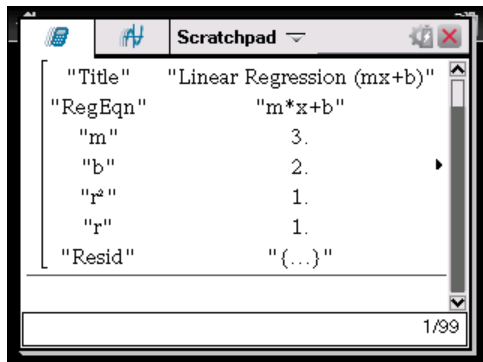 Scratchpad
"Title" "Linear Regression (mx+b)"
"RegEqn" "m*x+b"
"m" 3.
"b" 2.
"r²" 1.
"r" 1.
"Resid" "{...}"
1/99